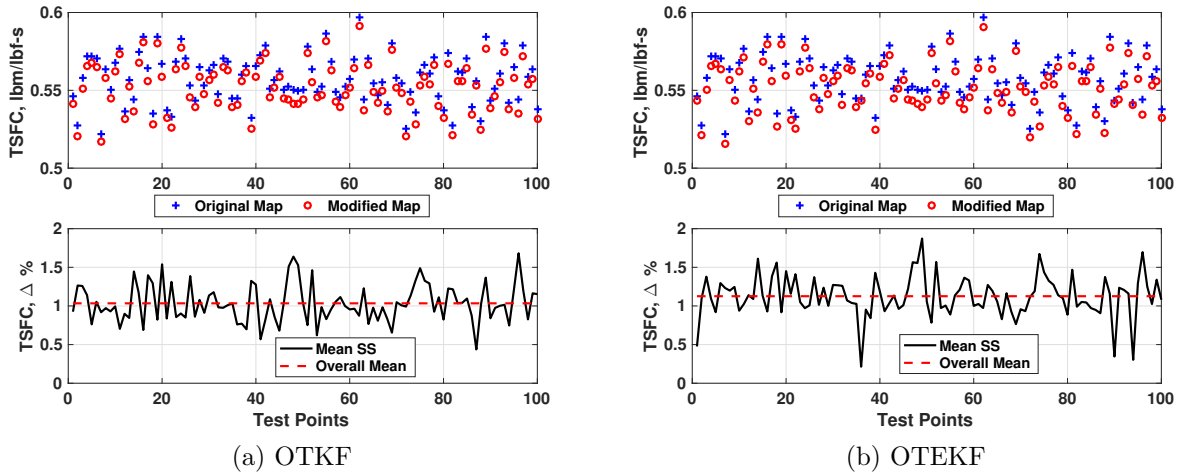 0.6
0.55
0.5
TSFC, lbm/lbf-s
0 20 40 60 80 100
Original Map Modified Map
2
1.5
1
0.5
0
TSFC, Δ %
Mean SS
Overall Mean
0 20 40 60 80 100
Test Points
(a) OTKF
0.6
0.55
0.5
TSFC, lbm/lbf-s
0 20 40 60 80 100
Original Map Modified Map
2
1.5
1
0.5
0
TSFC, Δ %
Mean SS
Overall Mean
0 20 40 60 80 100
Test Points
(b) OTEKF